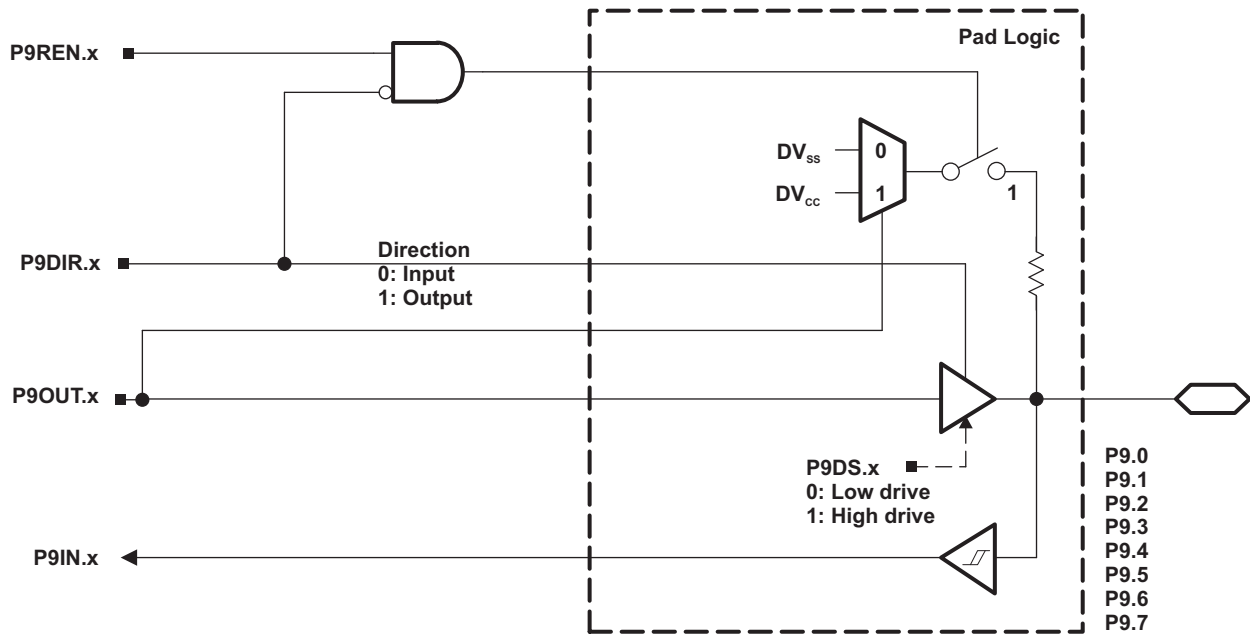 Pad Logic
P9REN.x
DVss
0
DVcc
1
1
P9DIR.x
Direction
0: Input
1: Output
P9OUT.x
P9DS.x
0: Low drive
1: High drive
P9IN.x
P9.0
P9.1
P9.2
P9.3
P9.4
P9.5
P9.6
P9.7